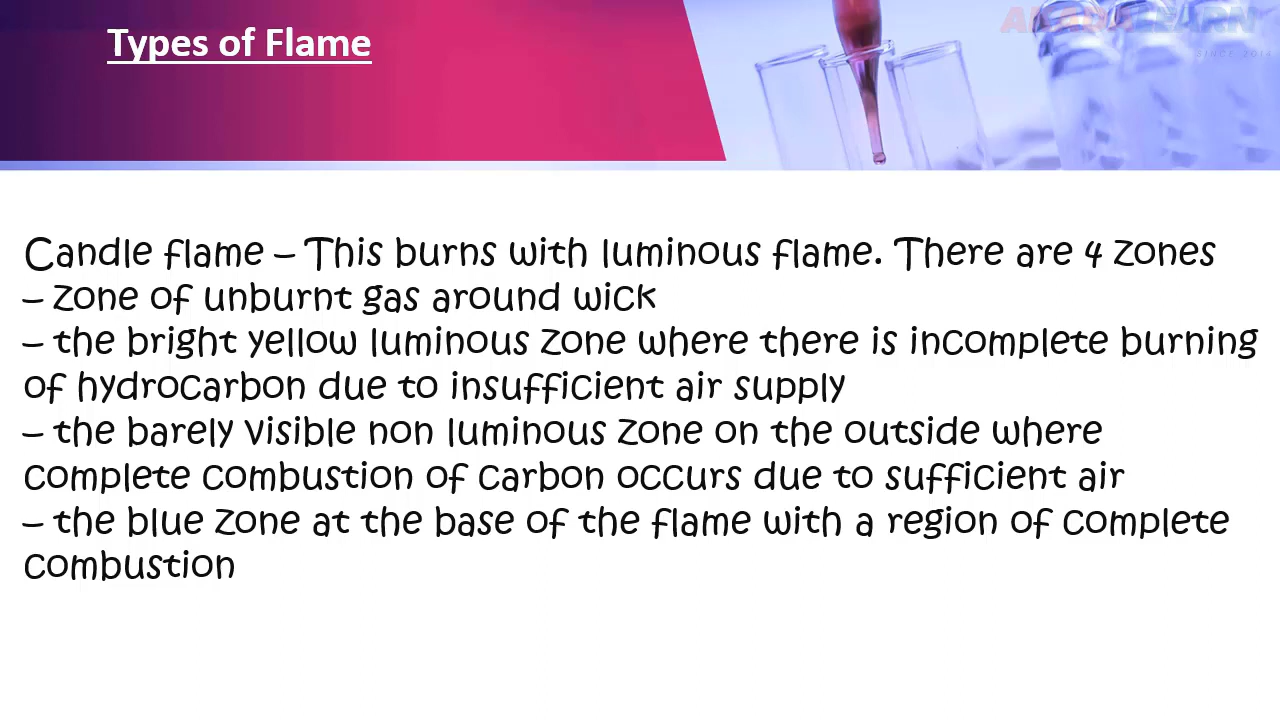 Types of Flame
ADADALEARN
SINCE 2014
Candle flame – This burns with luminous flame. There are 4 zones
– zone of unburnt gas around wick
– the bright yellow luminous zone where there is incomplete burning
of hydrocarbon due to insufficient air supply
– the barely visible non luminous zone on the outside where
complete combustion of carbon occurs due to sufficient air
– the blue zone at the base of the flame with a region of complete
combustion